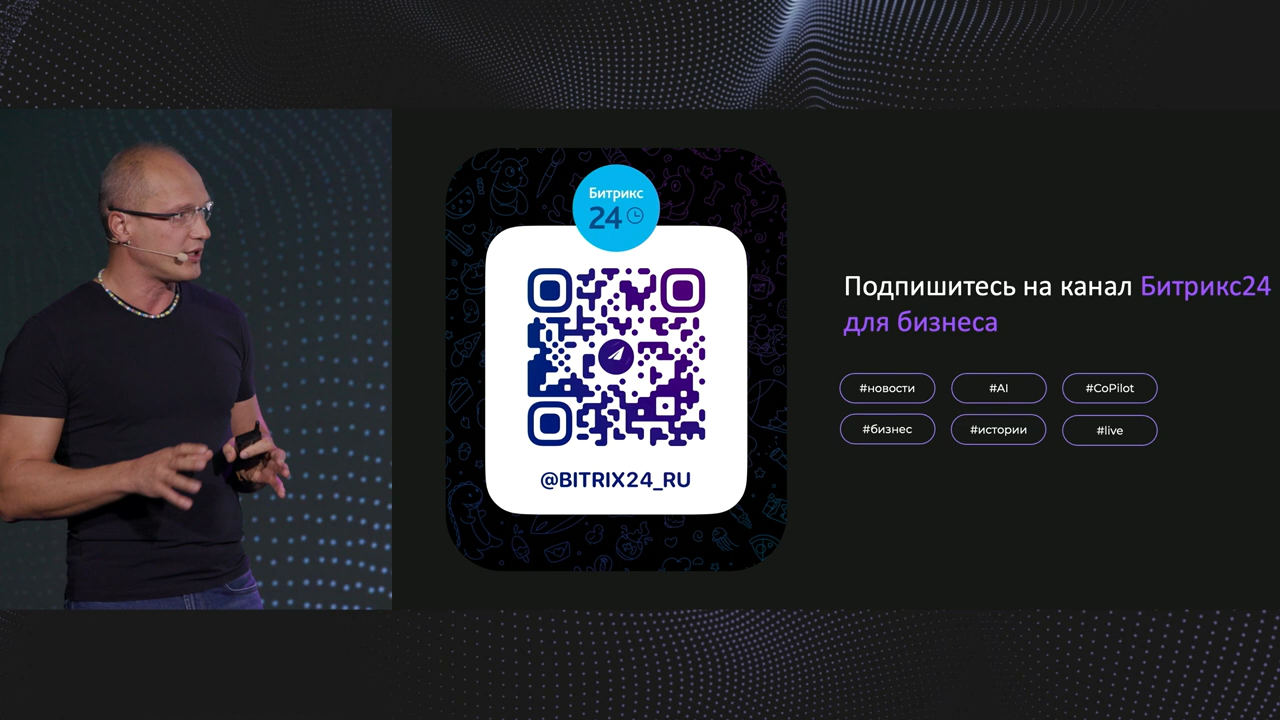 Битрикс
24
@BITRIX24_RU
Подпишитесь на канал Битрикс24
для бизнеса
#новости
#AI
#CoPilot
#бизнес
#истории
#live